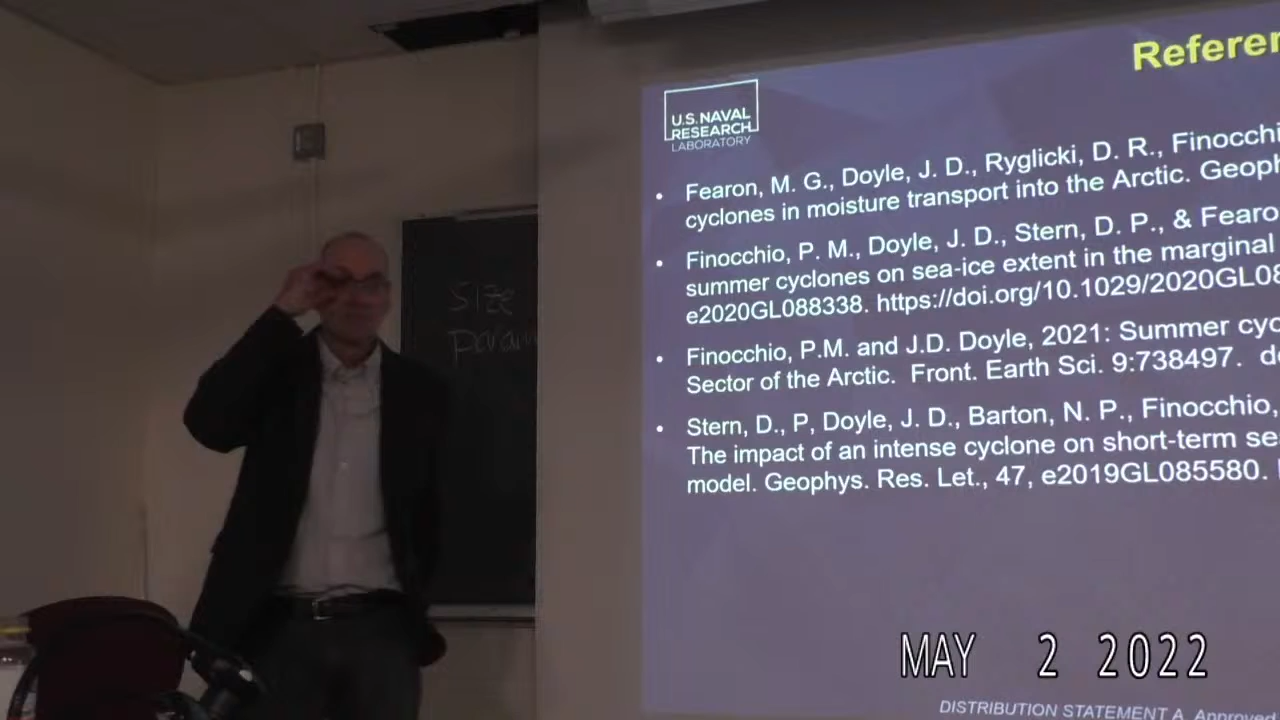 Refere
U.S. NAVAL
RESEARCH
LABORATORY
• Fearon, M. G., Doyle, J. D., Ryglicki, D. R., Finocchi
cyclones in moisture transport into the Arctic. Geoph
• Finocchio, P. M., Doyle, J. D., Stern, D. P., & Fearo
summer cyclones on sea-ice extent in the marginal
e2020GL088338. https://doi.org/10.1029/2020GL08
• Finocchio, P.M. and J.D. Doyle, 2021: Summer cyc
Sector of the Arctic. Front. Earth Sci. 9:738497. d
• Stern, D., P, Doyle, J. D., Barton, N. P., Finocchio,
The impact of an intense cyclone on short-term se
model. Geophys. Res. Let., 47, e2019GL085580.
size
param
MAY 2 2022
DISTRIBUTION STATEMENT A. Approved